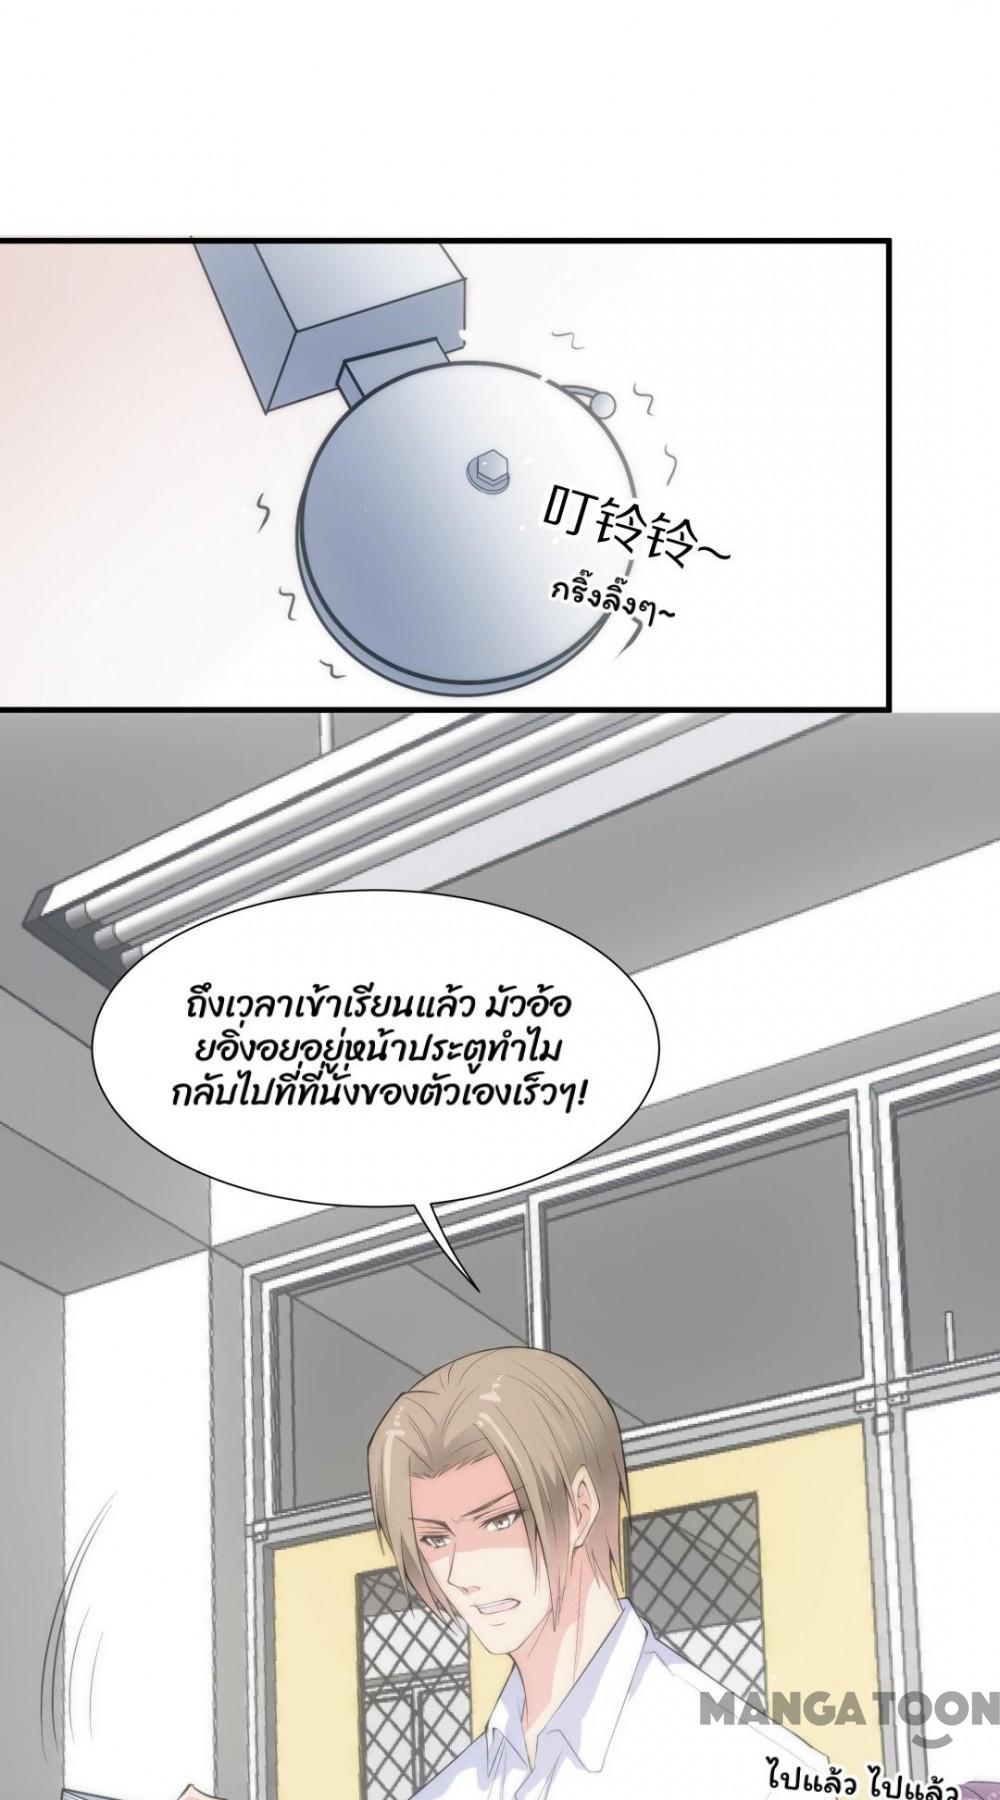 叮铃铃~
กริ๊งลิ๊งๆ~
ถึงเวลาเข้าเรียนแล้ว มัวอ้อ
ยอิ่งอยอยู่หน้าประตูทำไม
กลับไปที่ที่นั่งของตัวเองเร็วๆ!
MANGATOON
ไปแล้ว ไปแล้ว